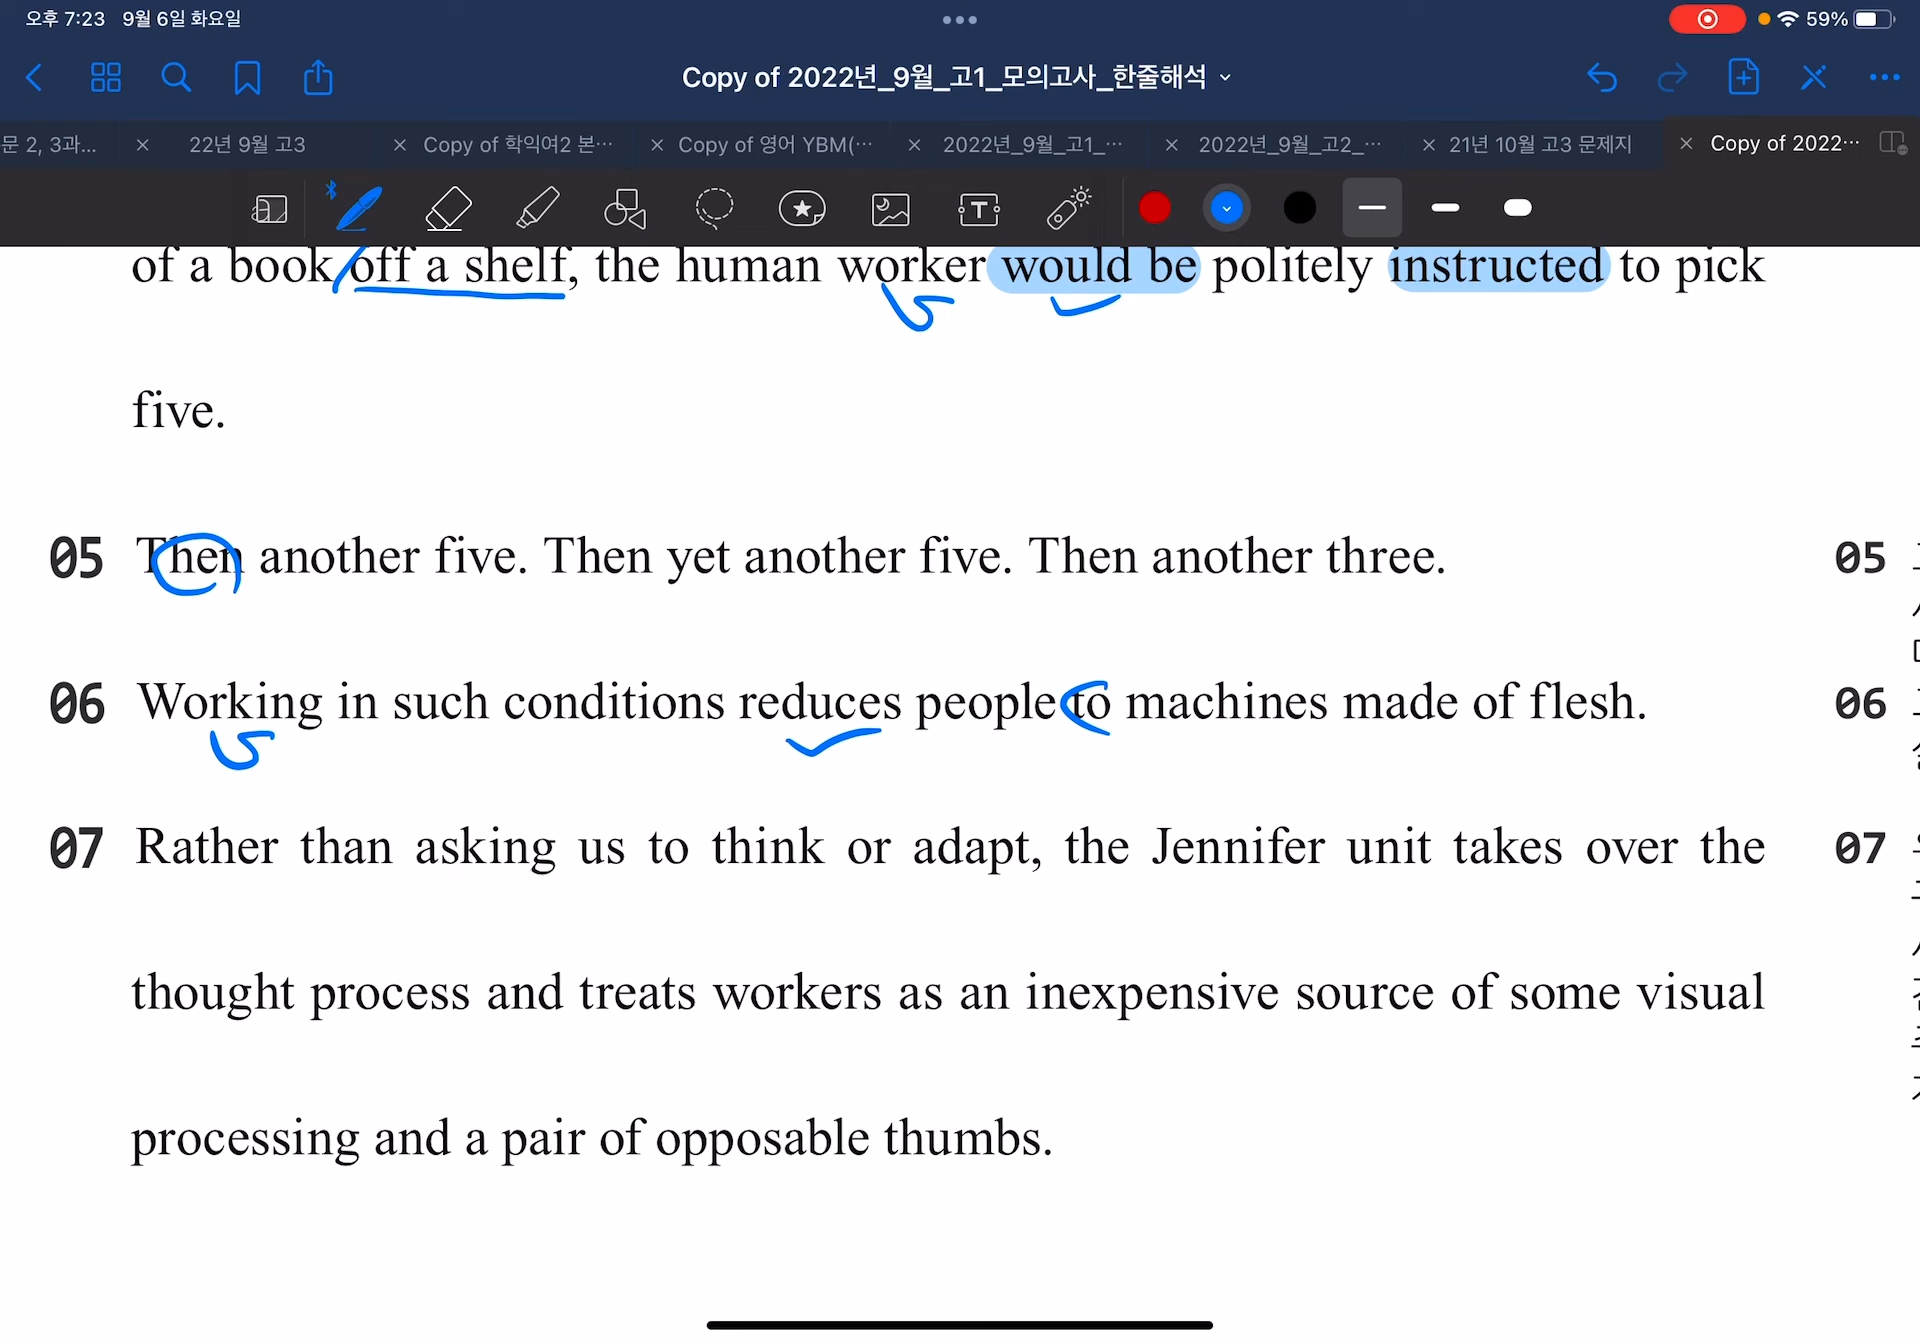 오후 7:23 9월 6일 화요일
59%
Copy of 2022년_9월_고1_모의고사_한줄해석
문 2, 3과...
22년 9월 고3
Copy of 학익여2 본...
Copy of 영어 YBM(...
2022년_9월_고1_...
2022년_9월_고2_...
21년 10월 고3 문제지
Copy of 2022...
of a book off a shelf, the human worker would be politely instructed to pick
five.
05 Then another five. Then yet another five. Then another three.
05
06 Working in such conditions reduces people to machines made of flesh.
06
07 Rather than asking us to think or adapt, the Jennifer unit takes over the
07
thought process and treats workers as an inexpensive source of some visual
processing and a pair of opposable thumbs.